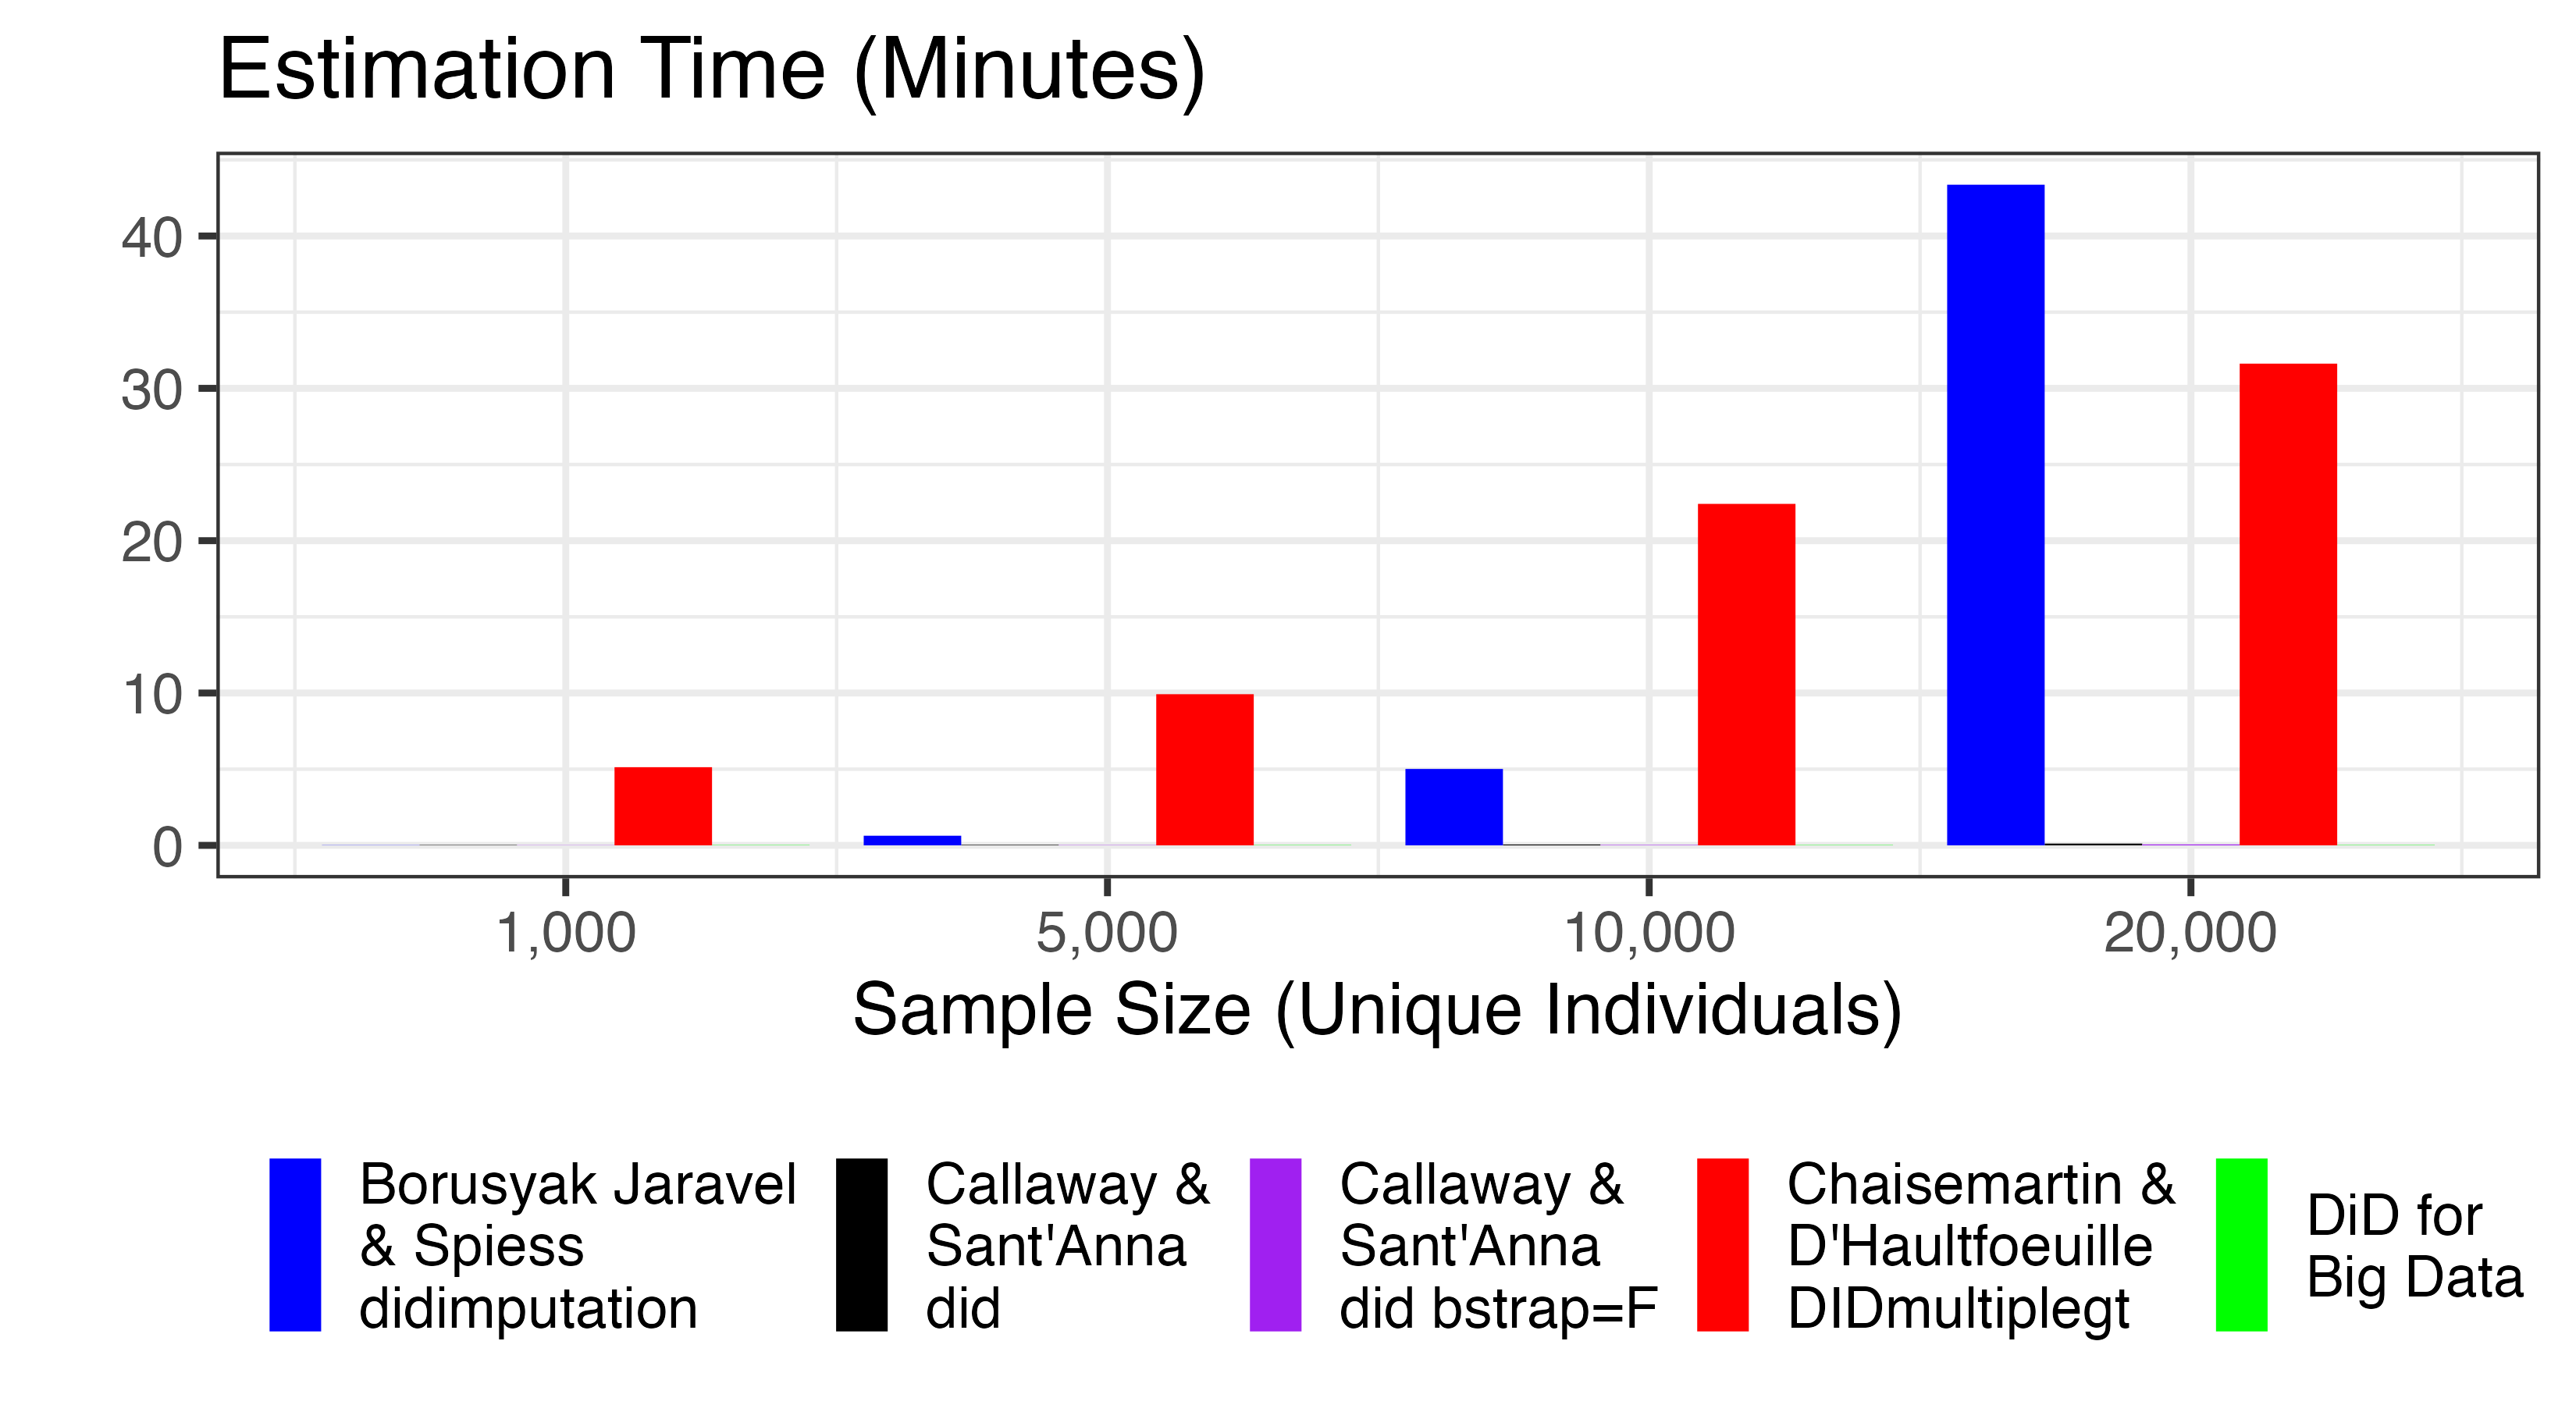 Estimation Time (Minutes)
40
30
20
10
0
1,000 5,000 10,000 20,000
Sample Size (Unique Individuals)
Borusyak Jaravel
& Spiess
didimputation
Callaway &
Sant'Anna
did
Callaway &
Sant'Anna
did bstrap=F
Chaisemartin &
D'Haultfoeuille
DIDmultiplegt
DiD for
Big Data